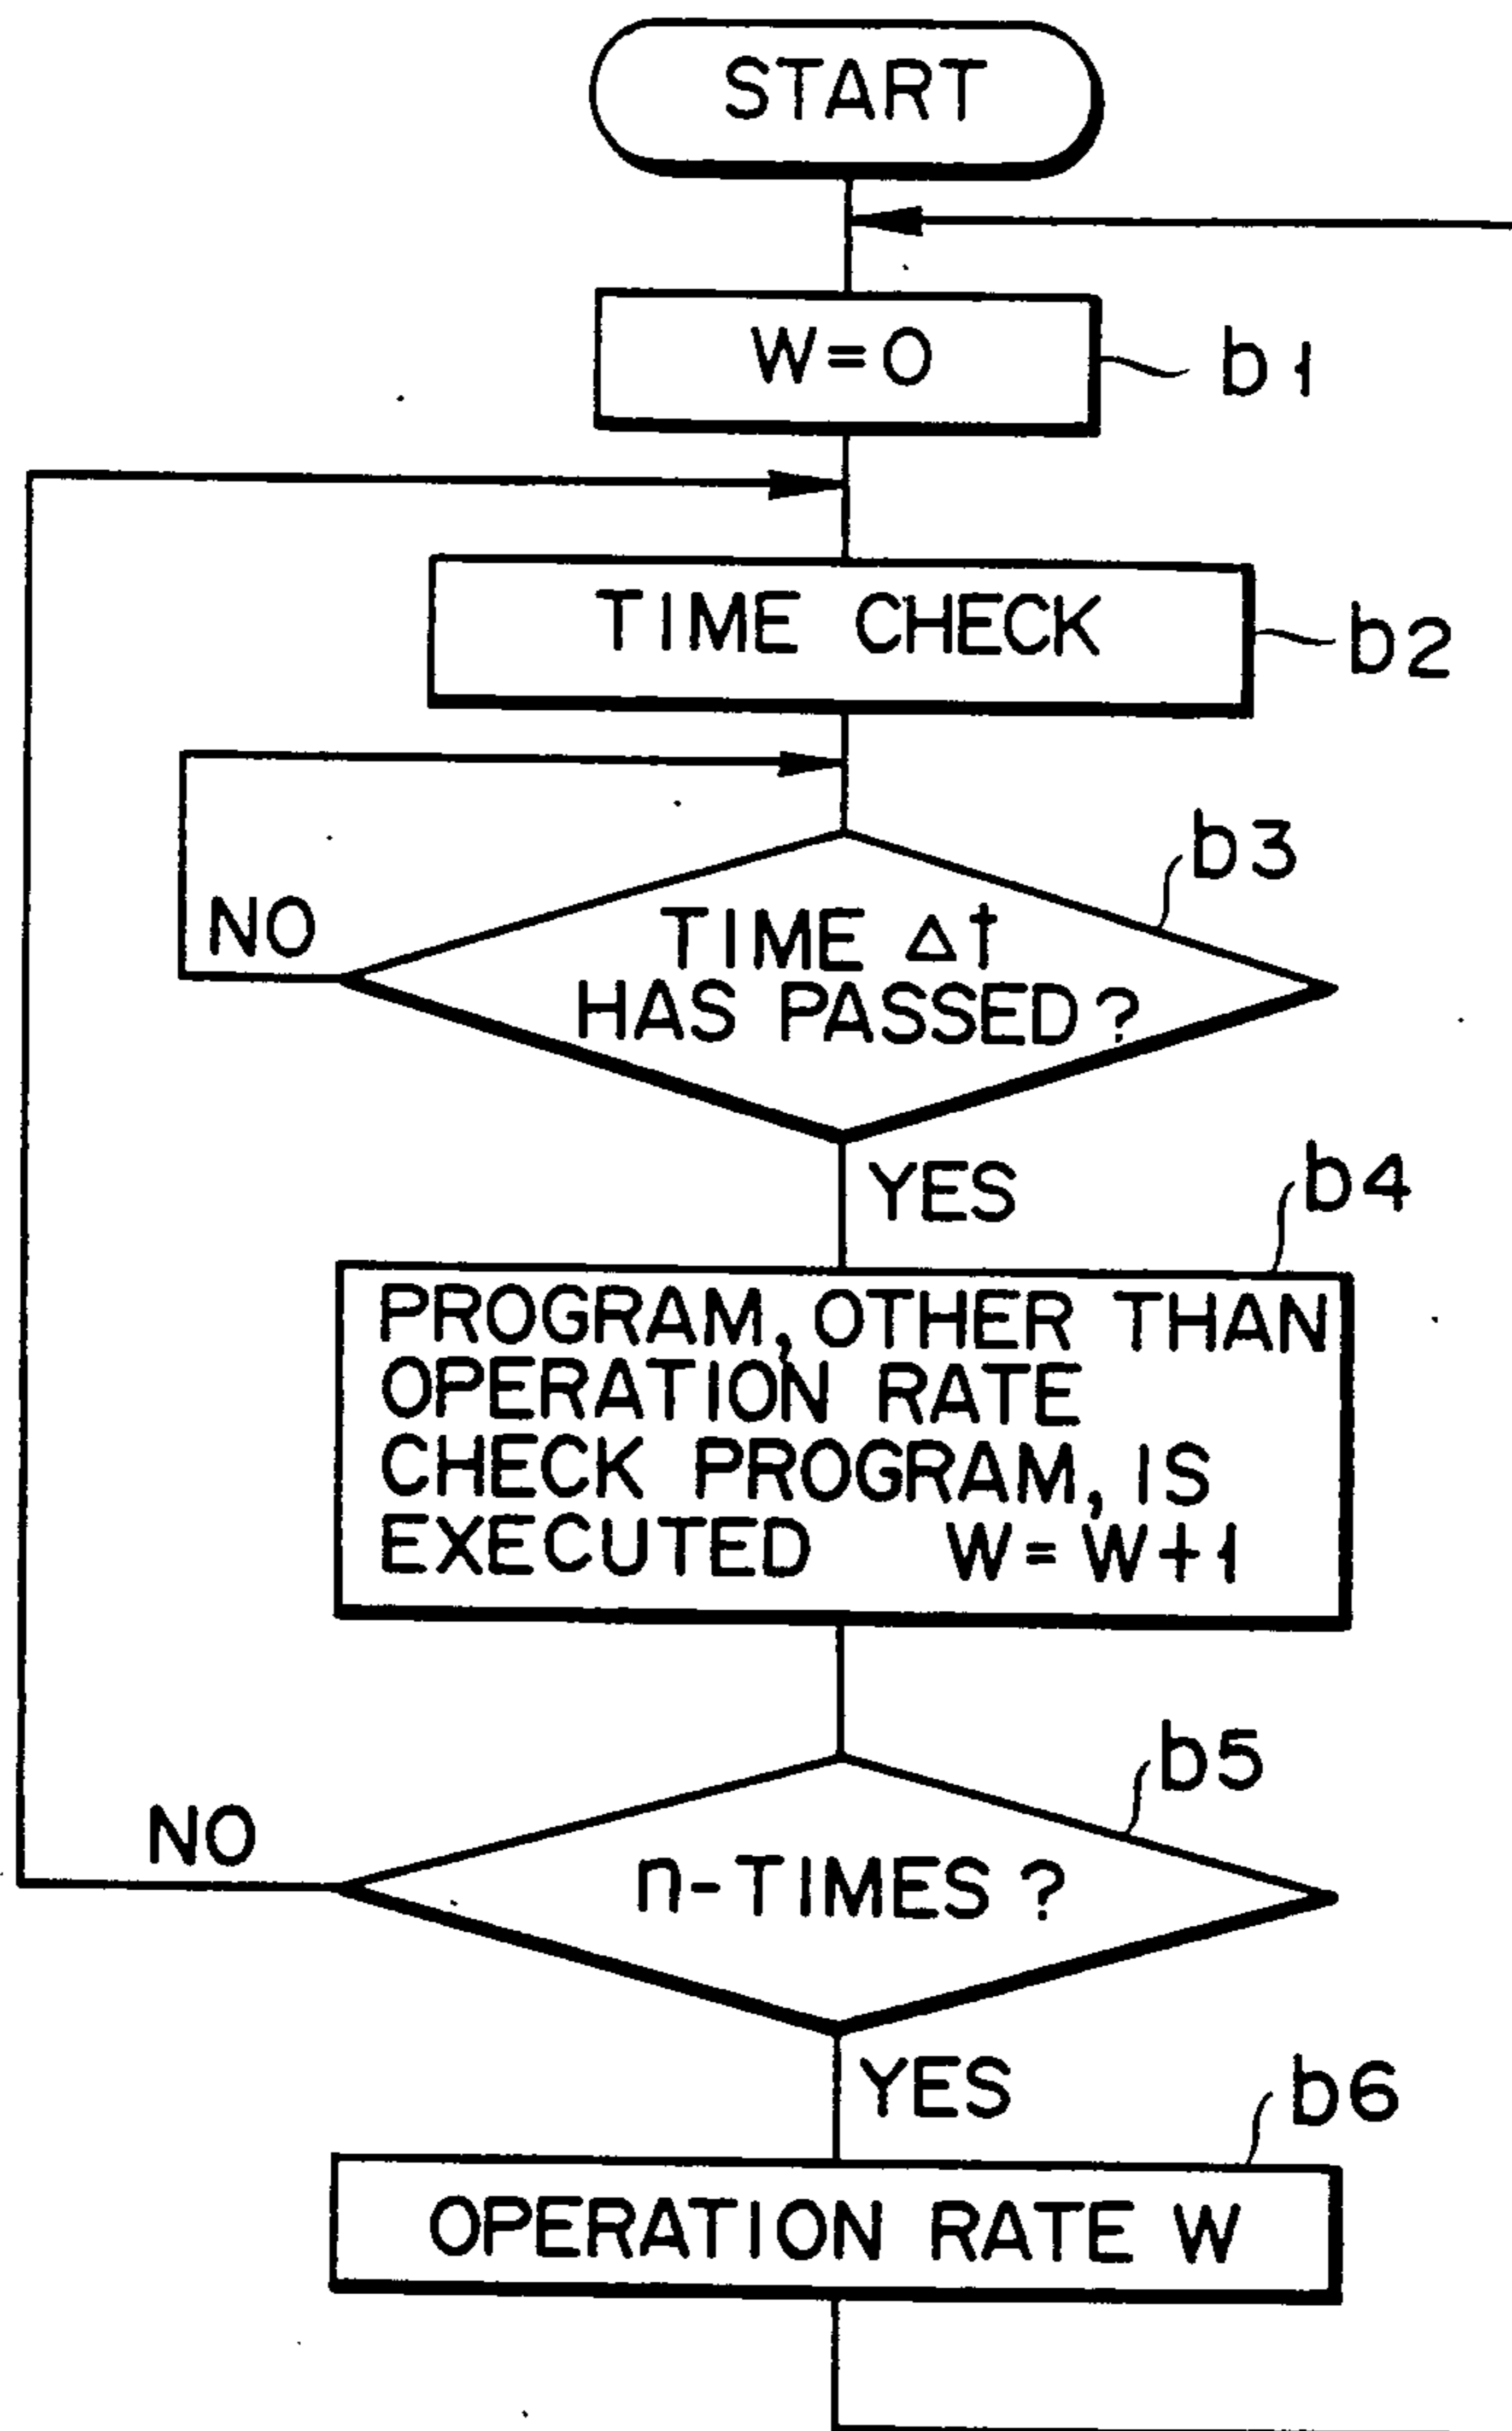 START
W=0
b1
TIME CHECK
b2
b3
NO
TIME Δt
HAS PASSED?
YES
b4
PROGRAM, OTHER THAN
OPERATION RATE
CHECK PROGRAM, IS
EXECUTED W=W+1
b5
NO
n-TIMES?
YES
b6
OPERATION RATE W